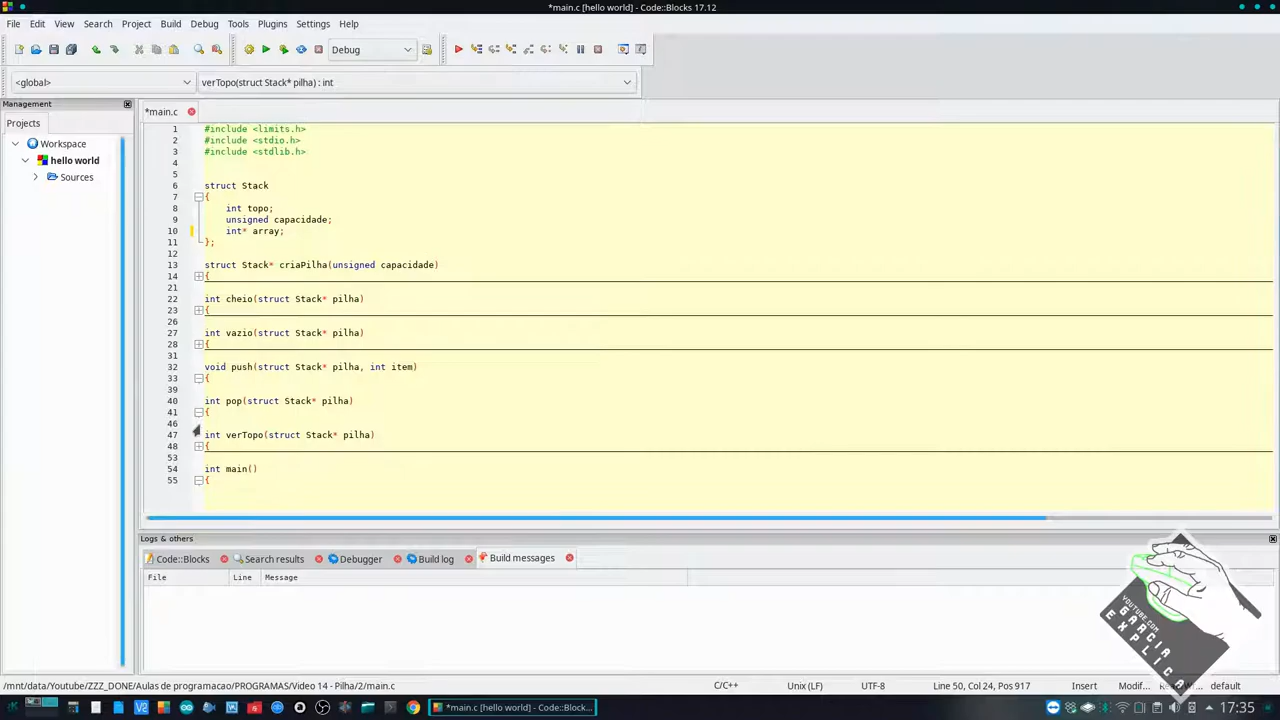 *main.c [hello world] - Code::Blocks 17.12
File Edit View Search Project Build Debug Tools Plugins Settings Help
Debug
<global> verTopo(struct Stack* pilha) : int
Management
*main.c
Projects
Workspace
hello world
Sources
1 #include <limits.h>
2 #include <stdio.h>
3 #include <stdlib.h>
4
5
6 struct Stack
7 {
8 int topo;
9 unsigned capacidade;
10 int* array;
11 };
12
13 struct Stack* criaPilha(unsigned capacidade)
14 {
21
22 int cheio(struct Stack* pilha)
23 {
26
27 int vazio(struct Stack* pilha)
28 {
31
32 void push(struct Stack* pilha, int item)
33 {
39
40 int pop(struct Stack* pilha)
41 {
46
47 int verTopo(struct Stack* pilha)
48 {
53
54 int main()
55 {
Logs & others
Code::Blocks Search results Debugger Build log Build messages
File Line Message
YOUTUBE.COM
GARCIA
EXPLICA
/mnt/data/Youtube/ZZZ_DONE/Aulas de programacao/PROGRAMAS/Video 14 - Pilha/2/main.c C/C++ Unix (LF) UTF-8 Line 50, Col 24, Pos 917 Insert Modif... default
*main.c [hello world] - Code::Block... 17:35